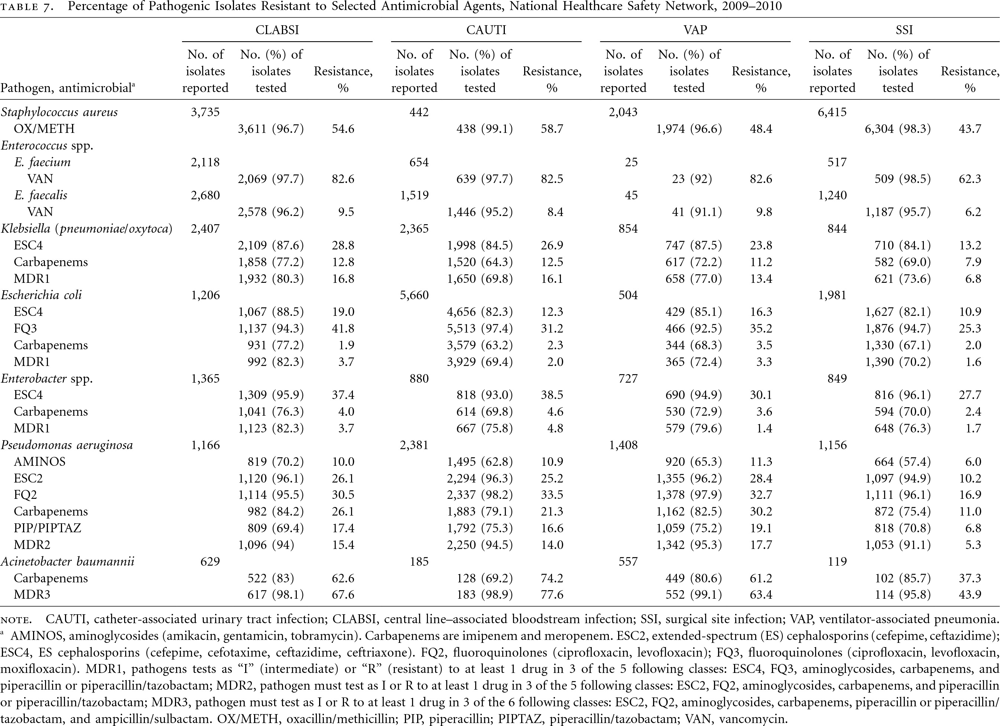 TABLE 7. Percentage of Pathogenic Isolates Resistant to Selected Antimicrobial Agents, National Healthcare Safety Network, 2009–2010
CLABSI CAUTI VAP SSI
No. of No. (%) of No. of No. (%) of No. of No. (%) of No. of No. (%) of
isolates isolates Resistance, isolates isolates Resistance, isolates isolates Resistance, isolates isolates Resistance,
Pathogen, antimicrobialᵃ reported tested % reported tested % reported tested % reported tested %
Staphylococcus aureus 3,735 442 2,043 6,415
OX/METH 3,611 (96.7) 54.6 438 (99.1) 58.7 1,974 (96.6) 48.4 6,304 (98.3) 43.7
Enterococcus spp.
E. faecium 2,118 654 25 517
VAN 2,069 (97.7) 82.6 639 (97.7) 82.5 23 (92) 82.6 509 (98.5) 62.3
E. faecalis 2,680 1,519 45 1,240
VAN 2,578 (96.2) 9.5 1,446 (95.2) 8.4 41 (91.1) 9.8 1,187 (95.7) 6.2
Klebsiella (pneumoniae/oxytoca) 2,407 2,365 854 844
ESC4 2,109 (87.6) 28.8 1,998 (84.5) 26.9 747 (87.5) 23.8 710 (84.1) 13.2
Carbapenems 1,858 (77.2) 12.8 1,520 (64.3) 12.5 617 (72.2) 11.2 582 (69.0) 7.9
MDR1 1,932 (80.3) 16.8 1,650 (69.8) 16.1 658 (77.0) 13.4 621 (73.6) 6.8
Escherichia coli 1,206 5,660 504 1,981
ESC4 1,067 (88.5) 19.0 4,656 (82.3) 12.3 429 (85.1) 16.3 1,627 (82.1) 10.9
FQ3 1,137 (94.3) 41.8 5,513 (97.4) 31.2 466 (92.5) 35.2 1,876 (94.7) 25.3
Carbapenems 931 (77.2) 1.9 3,579 (63.2) 2.3 344 (68.3) 3.5 1,330 (67.1) 2.0
MDR1 992 (82.3) 3.7 3,929 (69.4) 2.0 365 (72.4) 3.3 1,390 (70.2) 1.6
Enterobacter spp. 1,365 880 727 849
ESC4 1,309 (95.9) 37.4 818 (93.0) 38.5 690 (94.9) 30.1 816 (96.1) 27.7
Carbapenems 1,041 (76.3) 4.0 614 (69.8) 4.6 530 (72.9) 3.6 594 (70.0) 2.4
MDR1 1,123 (82.3) 3.7 667 (75.8) 4.8 579 (79.6) 1.4 648 (76.3) 1.7
Pseudomonas aeruginosa 1,166 2,381 1,408 1,156
AMINOS 819 (70.2) 10.0 1,495 (62.8) 10.9 920 (65.3) 11.3 664 (57.4) 6.0
ESC2 1,120 (96.1) 26.1 2,294 (96.3) 25.2 1,355 (96.2) 28.4 1,097 (94.9) 10.2
FQ2 1,114 (95.5) 30.5 2,337 (98.2) 33.5 1,378 (97.9) 32.7 1,111 (96.1) 16.9
Carbapenems 982 (84.2) 26.1 1,883 (79.1) 21.3 1,162 (82.5) 30.2 872 (75.4) 11.0
PIP/PIPTAZ 809 (69.4) 17.4 1,792 (75.3) 16.6 1,059 (75.2) 19.1 818 (70.8) 6.8
MDR2 1,096 (94) 15.4 2,250 (94.5) 14.0 1,342 (95.3) 17.7 1,053 (91.1) 5.3
Acinetobacter baumannii 629 185 557 119
Carbapenems 522 (83) 62.6 128 (69.2) 74.2 449 (80.6) 61.2 102 (85.7) 37.3
MDR3 617 (98.1) 67.6 183 (98.9) 77.6 552 (99.1) 63.4 114 (95.8) 43.9
NOTE. CAUTI, catheter-associated urinary tract infection; CLABSI, central line–associated bloodstream infection; SSI, surgical site infection; VAP, ventilator-associated pneumonia.
ᵃ AMINOS, aminoglycosides (amikacin, gentamicin, tobramycin). Carbapenems are imipenem and meropenem. ESC2, extended-spectrum (ES) cephalosporins (cefepime, ceftazidime);
ESC4, ES cephalosporins (cefepime, cefotaxime, ceftazidime, ceftriaxone). FQ2, fluoroquinolones (ciprofloxacin, levofloxacin); FQ3, fluoroquinolones (ciprofloxacin, levofloxacin,
moxifloxacin). MDR1, pathogens tests as “I” (intermediate) or “R” (resistant) to at least 1 drug in 3 of the 5 following classes: ESC4, FQ3, aminoglycosides, carbapenems, and
piperacillin or piperacillin/tazobactam; MDR2, pathogen must test as I or R to at least 1 drug in 3 of the 5 following classes: ESC2, FQ2, aminoglycosides, carbapenems, and piperacillin
or piperacillin/tazobactam; MDR3, pathogen must test as I or R to at least 1 drug in 3 of the 6 following classes: ESC2, FQ2, aminoglycosides, carbapenems, piperacillin or piperacillin/
tazobactam, and ampicillin/sulbactam. OX/METH, oxacillin/methicillin; PIP, piperacillin; PIPTAZ, piperacillin/tazobactam; VAN, vancomycin.